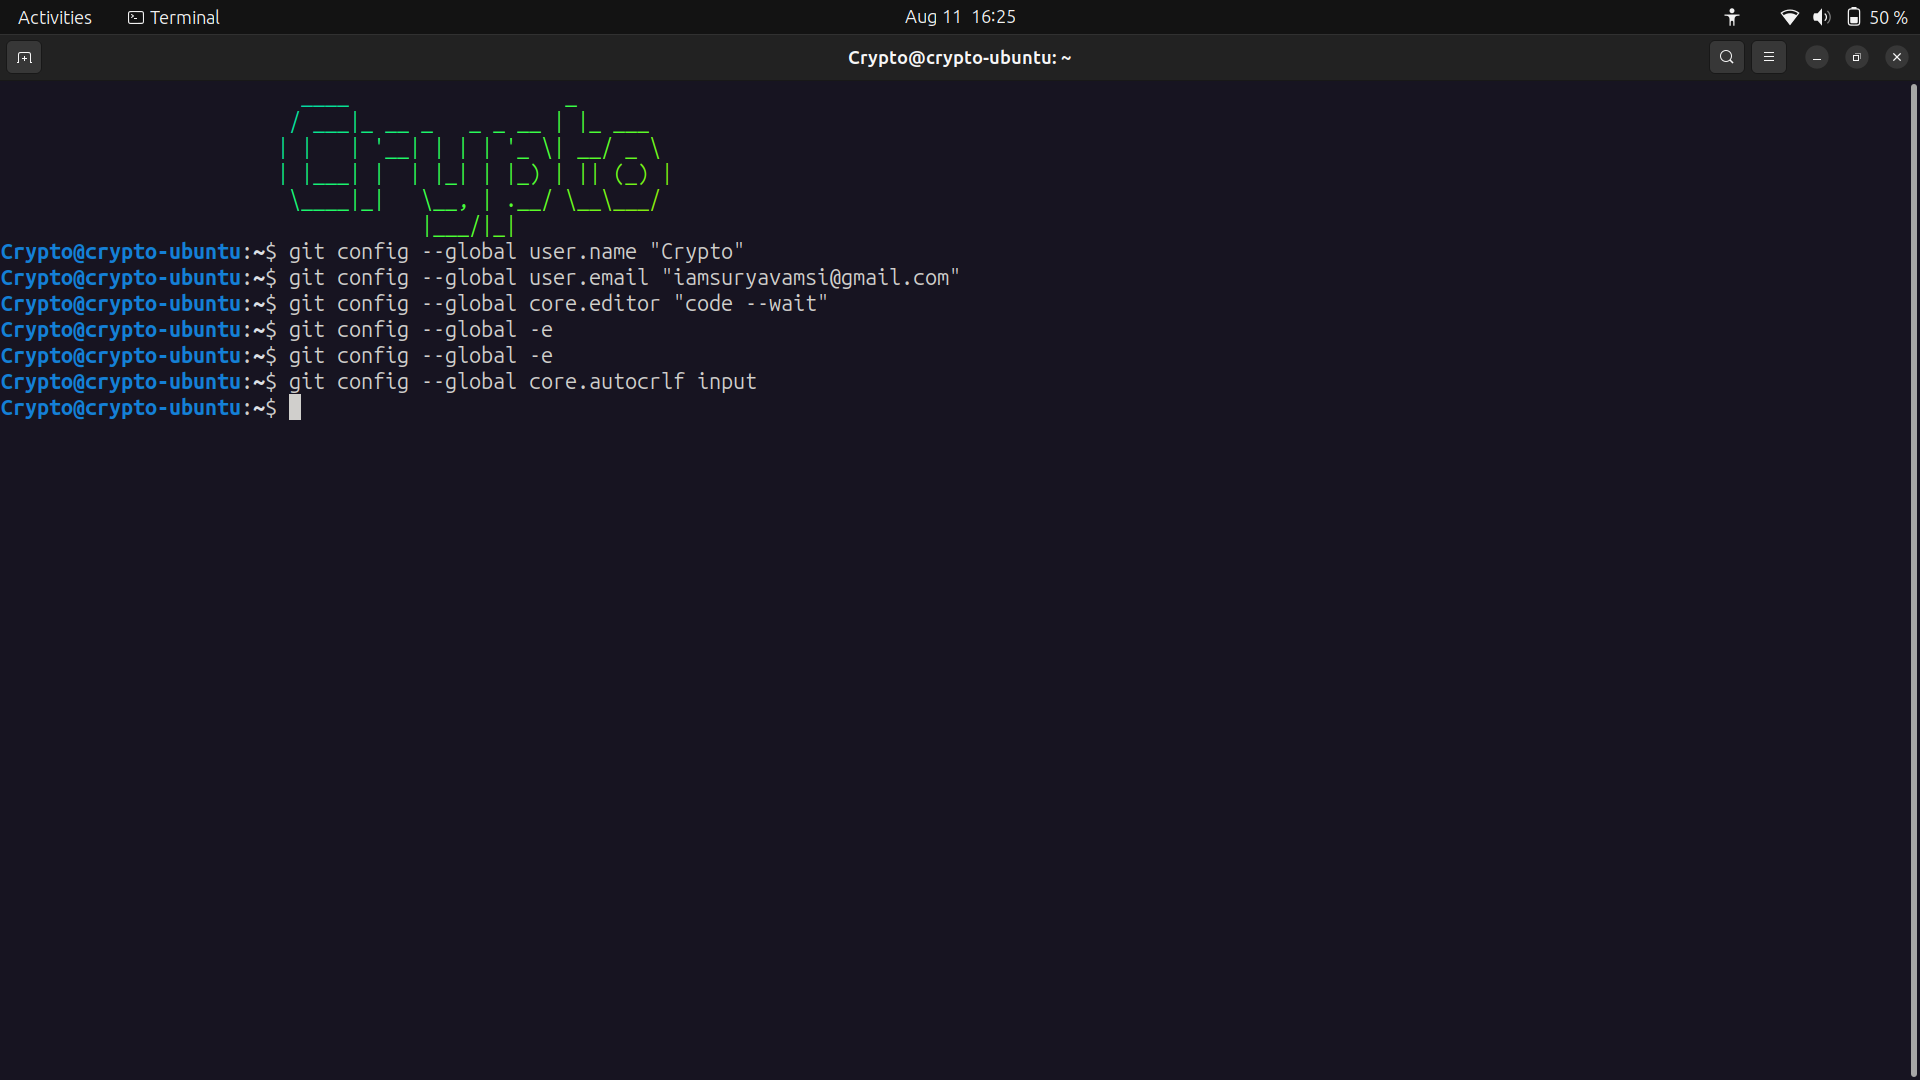 Activities Terminal Aug 11 16:25 50 %
Crypto@crypto-ubuntu: ~
Crypto
Crypto@crypto-ubuntu:~$ git config --global user.name "Crypto"
Crypto@crypto-ubuntu:~$ git config --global user.email "iamsuryavamsi@gmail.com"
Crypto@crypto-ubuntu:~$ git config --global core.editor "code --wait"
Crypto@crypto-ubuntu:~$ git config --global -e
Crypto@crypto-ubuntu:~$ git config --global -e
Crypto@crypto-ubuntu:~$ git config --global core.autocrlf input
Crypto@crypto-ubuntu:~$